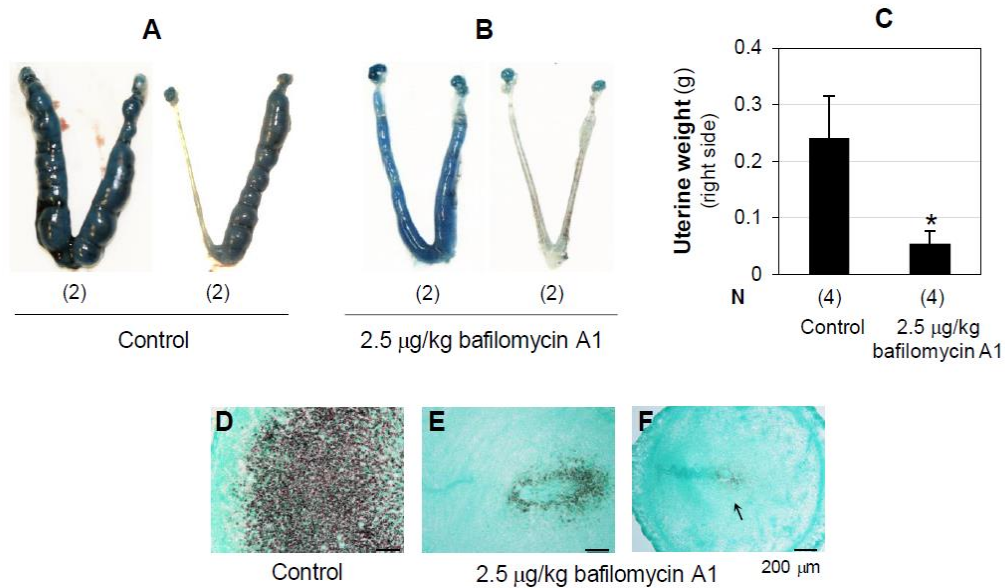 A
B
C
(2)
(2)
Control
(2)
(2)
2.5 μg/kg bafilomycin A1
Uterine weight (g)
(right side)
0.4
0.3
0.2
0.1
0
*
N
(4)
(4)
Control
2.5 μg/kg
bafilomycin A1
D
E
F
Control
2.5 μg/kg bafilomycin A1
200 μm